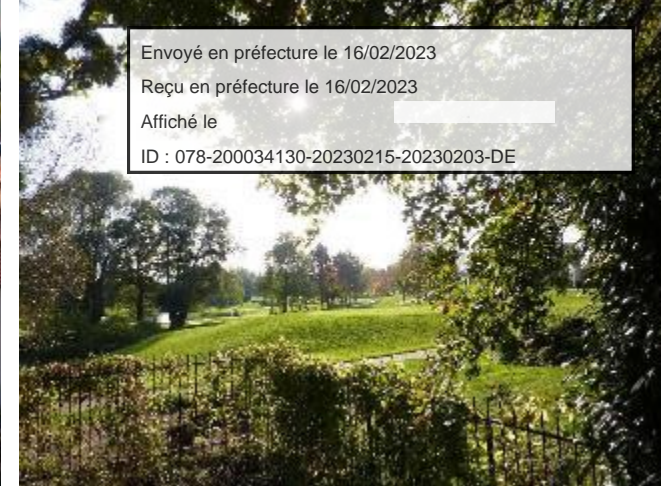 Envoyé en préfecture le 16/02/2023
Reçu en préfecture le 16/02/2023
Affiché le
ID : 078-200034130-20230215-20230203-DE